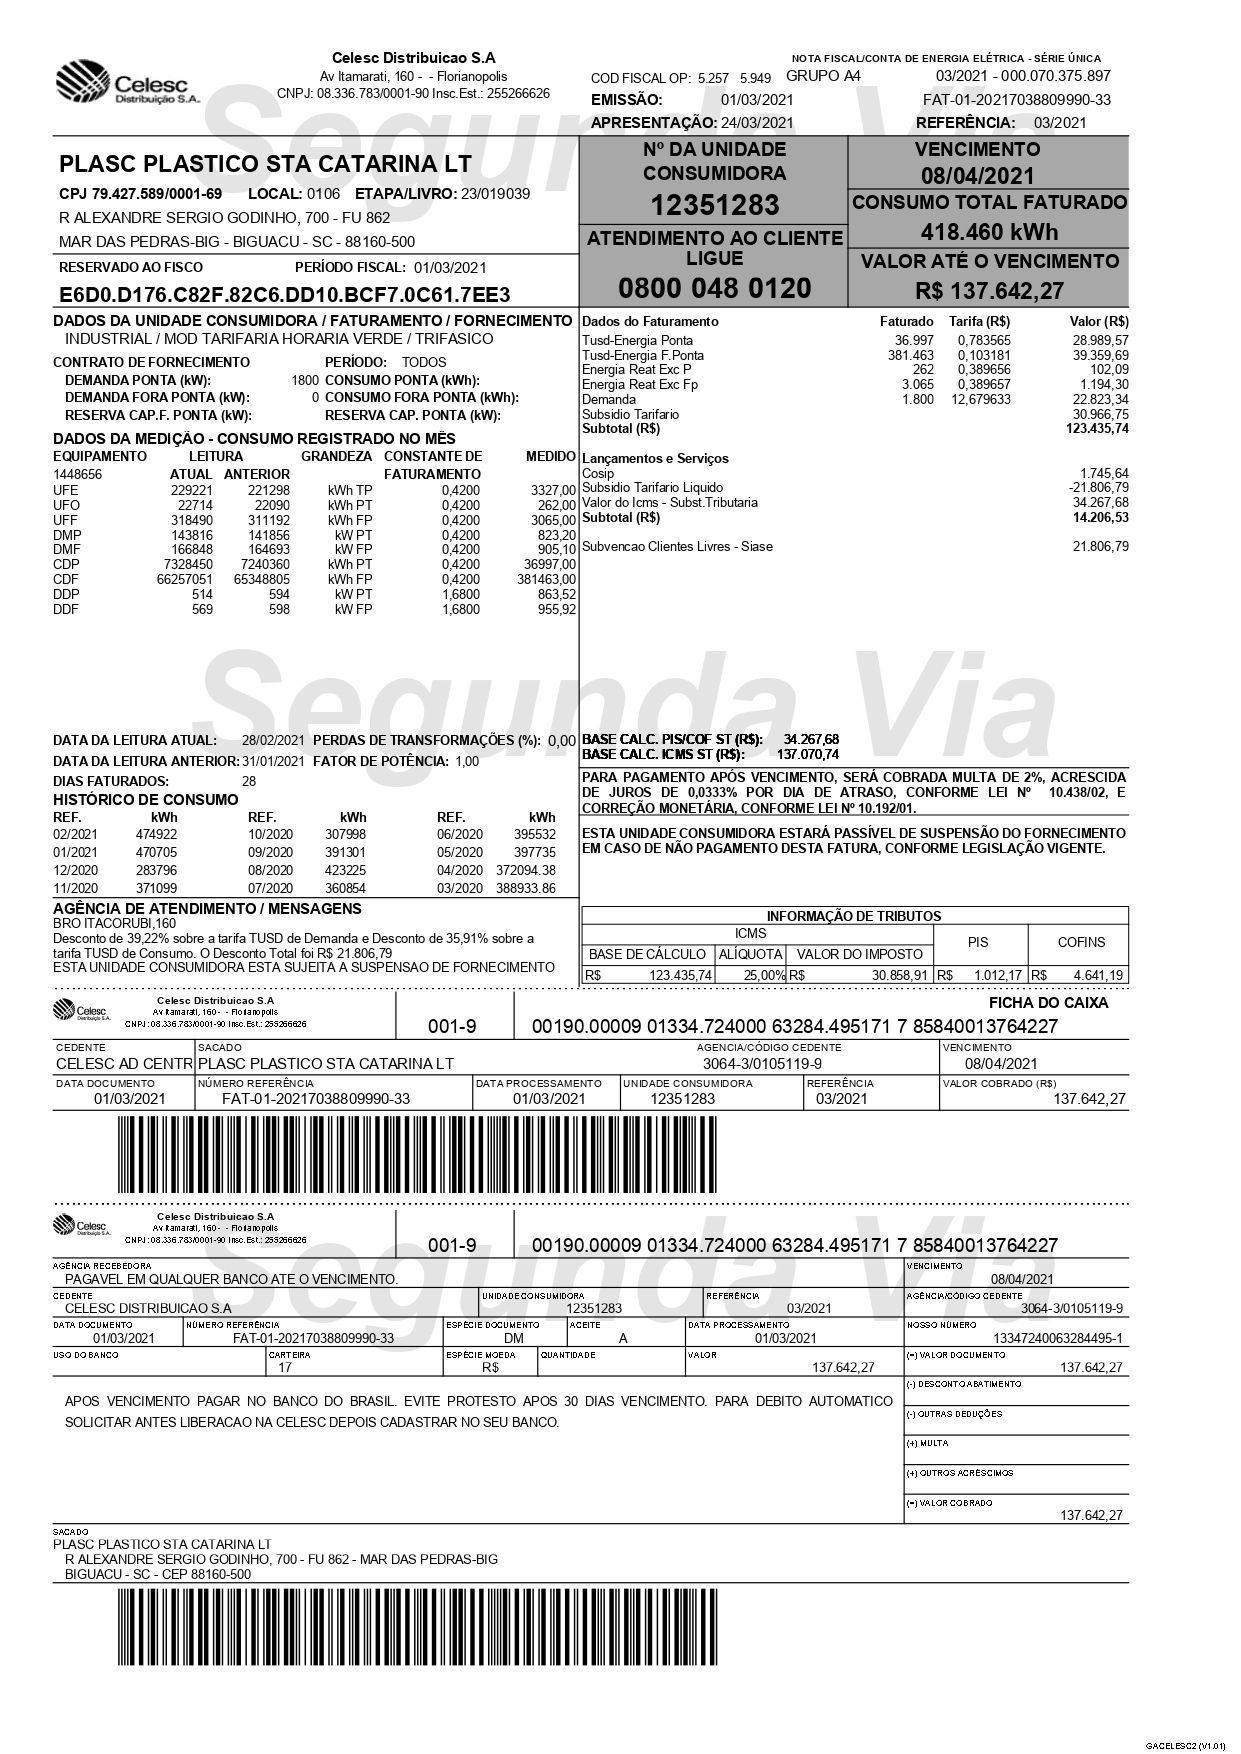 Celesc Distribuicao S.A
Av Itamarati, 160 - - Florianopolis
CNPJ: 08.336.783/0001-90 Insc.Est.: 255266626
Celesc
Distribuição S.A.
NOTA FISCAL/CONTA DE ENERGIA ELÉTRICA - SÉRIE ÚNICA
COD FISCAL OP: 5.257 5.949 GRUPO A4 03/2021 - 000.070.375.897
EMISSÃO: 01/03/2021 FAT-01-20217038809990-33
APRESENTAÇÃO: 24/03/2021 REFERÊNCIA: 03/2021
Segunda Via
PLASC PLASTICO STA CATARINA LT
CPJ 79.427.589/0001-69 LOCAL: 0106 ETAPA/LIVRO: 23/019039
R ALEXANDRE SERGIO GODINHO, 700 - FU 862
MAR DAS PEDRAS-BIG - BIGUACU - SC - 88160-500
RESERVADO AO FISCO PERÍODO FISCAL: 01/03/2021
E6D0.D176.C82F.82C6.DD10.BCF7.0C61.7EE3
Nº DA UNIDADE
CONSUMIDORA
12351283
ATENDIMENTO AO CLIENTE
LIGUE
0800 048 0120
VENCIMENTO
08/04/2021
CONSUMO TOTAL FATURADO
418.460 kWh
VALOR ATÉ O VENCIMENTO
R$ 137.642,27
DADOS DA UNIDADE CONSUMIDORA / FATURAMENTO / FORNECIMENTO
INDUSTRIAL / MOD TARIFARIA HORARIA VERDE / TRIFASICO
CONTRATO DE FORNECIMENTO PERÍODO: TODOS
DEMANDA PONTA (kW): 1800 CONSUMO PONTA (kWh):
DEMANDA FORA PONTA (kW): 0 CONSUMO FORA PONTA (kWh):
RESERVA CAP.F. PONTA (kW): RESERVA CAP. PONTA (kW):
DADOS DA MEDIÇÃO - CONSUMO REGISTRADO NO MÊS
EQUIPAMENTO LEITURA GRANDEZA CONSTANTE DE MEDIDO
1448656 ATUAL ANTERIOR FATURAMENTO
UFE 229221 221298 kWh TP 0,4200 3327,00
UFO 22714 22090 kWh PT 0,4200 262,00
UFF 318490 311192 kWh FP 0,4200 3065,00
DMP 143816 141856 kW PT 0,4200 823,20
DMF 166848 164693 kW FP 0,4200 905,10
CDP 7328450 7240360 kWh PT 0,4200 36997,00
CDF 66257051 65348805 kWh FP 0,4200 381463,00
DDP 514 594 kW PT 1,6800 863,52
DDF 569 598 kW FP 1,6800 955,92
Dados do Faturamento Faturado Tarifa (R$) Valor (R$)
Tusd-Energia Ponta 36.997 0,783565 28.989,57
Tusd-Energia F.Ponta 381.463 0,103181 39.359,69
Energia Reat Exc P 262 0,389656 102,09
Energia Reat Exc Fp 3.065 0,389657 1.194,30
Demanda 1.800 12,679633 22.823,34
Subsidio Tarifario 30.966,75
Subtotal (R$) 123.435,74
Lançamentos e Serviços
Cosip 1.745,64
Subsidio Tarifario Liquido -21.806,79
Valor do Icms - Subst.Tributaria 34.267,68
Subtotal (R$) 14.206,53
Subvencao Clientes Livres - Siase 21.806,79
Segunda Via
DATA DA LEITURA ATUAL: 28/02/2021 PERDAS DE TRANSFORMAÇÕES (%): 0,00
DATA DA LEITURA ANTERIOR: 31/01/2021 FATOR DE POTÊNCIA: 1,00
DIAS FATURADOS: 28
HISTÓRICO DE CONSUMO
REF. kWh REF. kWh REF. kWh
02/2021 474922 10/2020 307998 06/2020 395532
01/2021 470705 09/2020 391301 05/2020 397735
12/2020 283796 08/2020 423225 04/2020 372094.38
11/2020 371099 07/2020 360854 03/2020 388933.86
BASE CALC. PIS/COF ST (R$): 34.267,68
BASE CALC. ICMS ST (R$): 137.070,74
PARA PAGAMENTO APÓS VENCIMENTO, SERÁ COBRADA MULTA DE 2%, ACRESCIDA
DE JUROS DE 0,0333% POR DIA DE ATRASO, CONFORME LEI Nº 10.438/02, E
CORREÇÃO MONETÁRIA, CONFORME LEI Nº 10.192/01.
ESTA UNIDADE CONSUMIDORA ESTARÁ PASSÍVEL DE SUSPENSÃO DO FORNECIMENTO
EM CASO DE NÃO PAGAMENTO DESTA FATURA, CONFORME LEGISLAÇÃO VIGENTE.
AGÊNCIA DE ATENDIMENTO / MENSAGENS
BRO ITACORUBI,160
Desconto de 39,22% sobre a tarifa TUSD de Demanda e Desconto de 35,91% sobre a
tarifa TUSD de Consumo. O Desconto Total foi R$ 21.806,79
ESTA UNIDADE CONSUMIDORA ESTA SUJEITA A SUSPENSAO DE FORNECIMENTO
INFORMAÇÃO DE TRIBUTOS
ICMS PIS COFINS
BASE DE CÁLCULO ALÍQUOTA VALOR DO IMPOSTO
R$ 123.435,74 25,00% R$ 30.858,91 R$ 1.012,17 R$ 4.641,19
Celesc
Distribuição S.A.
Celesc Distribuicao S.A
Av Itamarati, 160 - - Florianopolis
CNPJ: 08.336.783/0001-90 Insc.Est.: 255266626
FICHA DO CAIXA
001-9 00190.00009 01334.724000 63284.495171 7 85840013764227
CEDENTE SACADO AGENCIA/CÓDIGO CEDENTE VENCIMENTO
CELESC AD CENTR PLASC PLASTICO STA CATARINA LT 3064-3/0105119-9 08/04/2021
DATA DOCUMENTO NÚMERO REFERÊNCIA DATA PROCESSAMENTO UNIDADE CONSUMIDORA REFERÊNCIA VALOR COBRADO (R$)
01/03/2021 FAT-01-20217038809990-33 01/03/2021 12351283 03/2021 137.642,27
Celesc
Distribuição S.A.
Celesc Distribuicao S.A
Av Itamarati, 160 - - Florianopolis
CNPJ: 08.336.783/0001-90 Insc.Est.: 255266626
001-9 00190.00009 01334.724000 63284.495171 7 85840013764227
Segunda Via
AGÊNCIA RECEBEDORA VENCIMENTO
PAGAVEL EM QUALQUER BANCO ATE O VENCIMENTO. 08/04/2021
CEDENTE UNIDADE CONSUMIDORA REFERÊNCIA AGÊNCIA/CÓDIGO CEDENTE
CELESC DISTRIBUICAO S.A 12351283 03/2021 3064-3/0105119-9
DATA DOCUMENTO NÚMERO REFERÊNCIA ESPÉCIE DOCUMENTO ACEITE DATA PROCESSAMENTO NOSSO NÚMERO
01/03/2021 FAT-01-20217038809990-33 DM A 01/03/2021 13347240063284495-1
USO DO BANCO CARTEIRA ESPÉCIE MOEDA QUANTIDADE VALOR (=) VALOR DOCUMENTO
17 R$ 137.642,27 137.642,27
APOS VENCIMENTO PAGAR NO BANCO DO BRASIL. EVITE PROTESTO APOS 30 DIAS VENCIMENTO. PARA DEBITO AUTOMATICO
SOLICITAR ANTES LIBERACAO NA CELESC DEPOIS CADASTRAR NO SEU BANCO.
(-) DESCONTO ABATIMENTO
(-) OUTRAS DEDUÇÕES
(+) MULTA
(+) OUTROS ACRÉSCIMOS
(=) VALOR COBRADO
137.642,27
SACADO
PLASC PLASTICO STA CATARINA LT
R ALEXANDRE SERGIO GODINHO, 700 - FU 862 - MAR DAS PEDRAS-BIG
BIGUACU - SC - CEP 88160-500
GACELESC2 (V1.01)